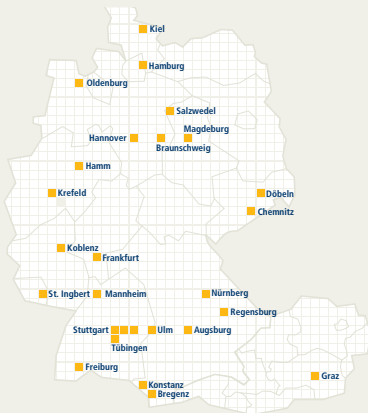 Kiel
Hamburg
Oldenburg
Salzwedel
Magdeburg
Hannover
Braunschweig
Hamm
Krefeld
Döbeln
Chemnitz
Koblenz
Frankfurt
St. Ingbert
Mannheim
Nürnberg
Regensburg
Stuttgart
Ulm
Augsburg
Tübingen
Freiburg
Graz
Konstanz
Bregenz